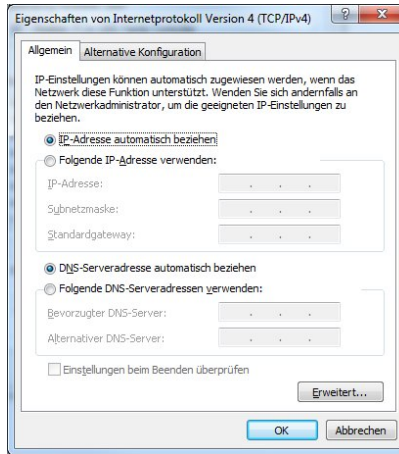 Eigenschaften von Internetprotokoll Version 4 (TCP/IPv4)
Allgemein
Alternative Konfiguration
IP-Einstellungen können automatisch zugewiesen werden, wenn das
Netzwerk diese Funktion unterstützt. Wenden Sie sich andernfalls an
den Netzwerkadministrator, um die geeigneten IP-Einstellungen zu
beziehen.
IP-Adresse automatisch beziehen
Folgende IP-Adresse verwenden:
IP-Adresse:
Subnetzmaske:
Standardgateway:
DNS-Serveradresse automatisch beziehen
Folgende DNS-Serveradressen verwenden:
Bevorzugter DNS-Server:
Alternativer DNS-Server:
Einstellungen beim Beenden überprüfen
Erweitert...
OK
Abbrechen